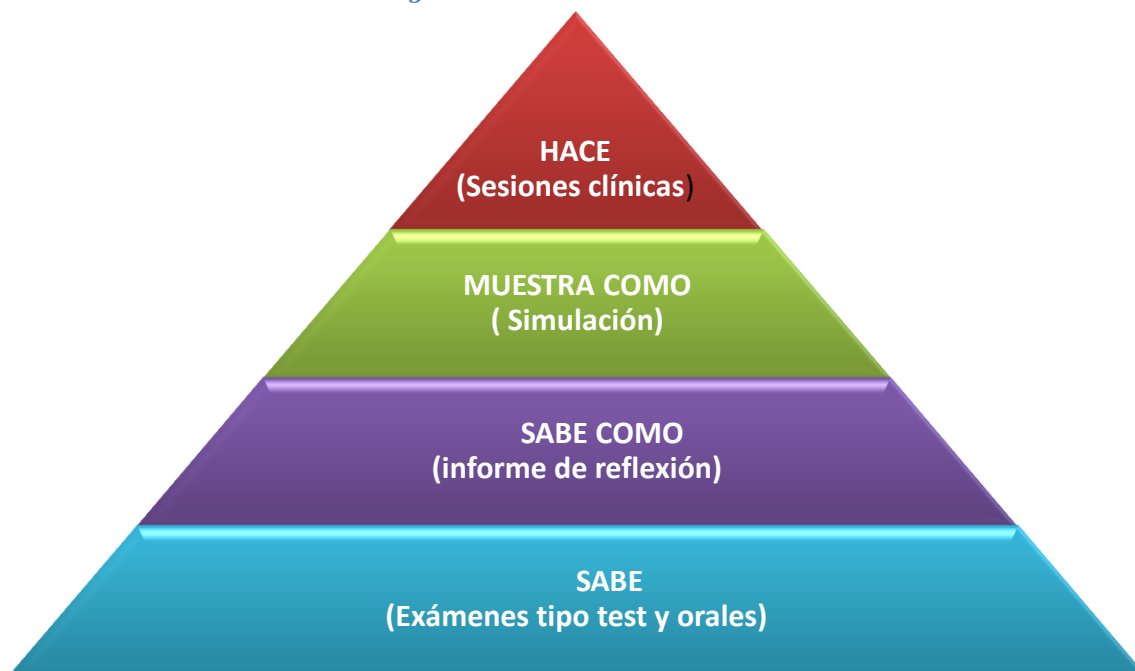 HACE
(Sesiones clínicas)
MUESTRA COMO
( Simulación)
SABE COMO
(informe de reflexión)
SABE
(Exámenes tipo test y orales)